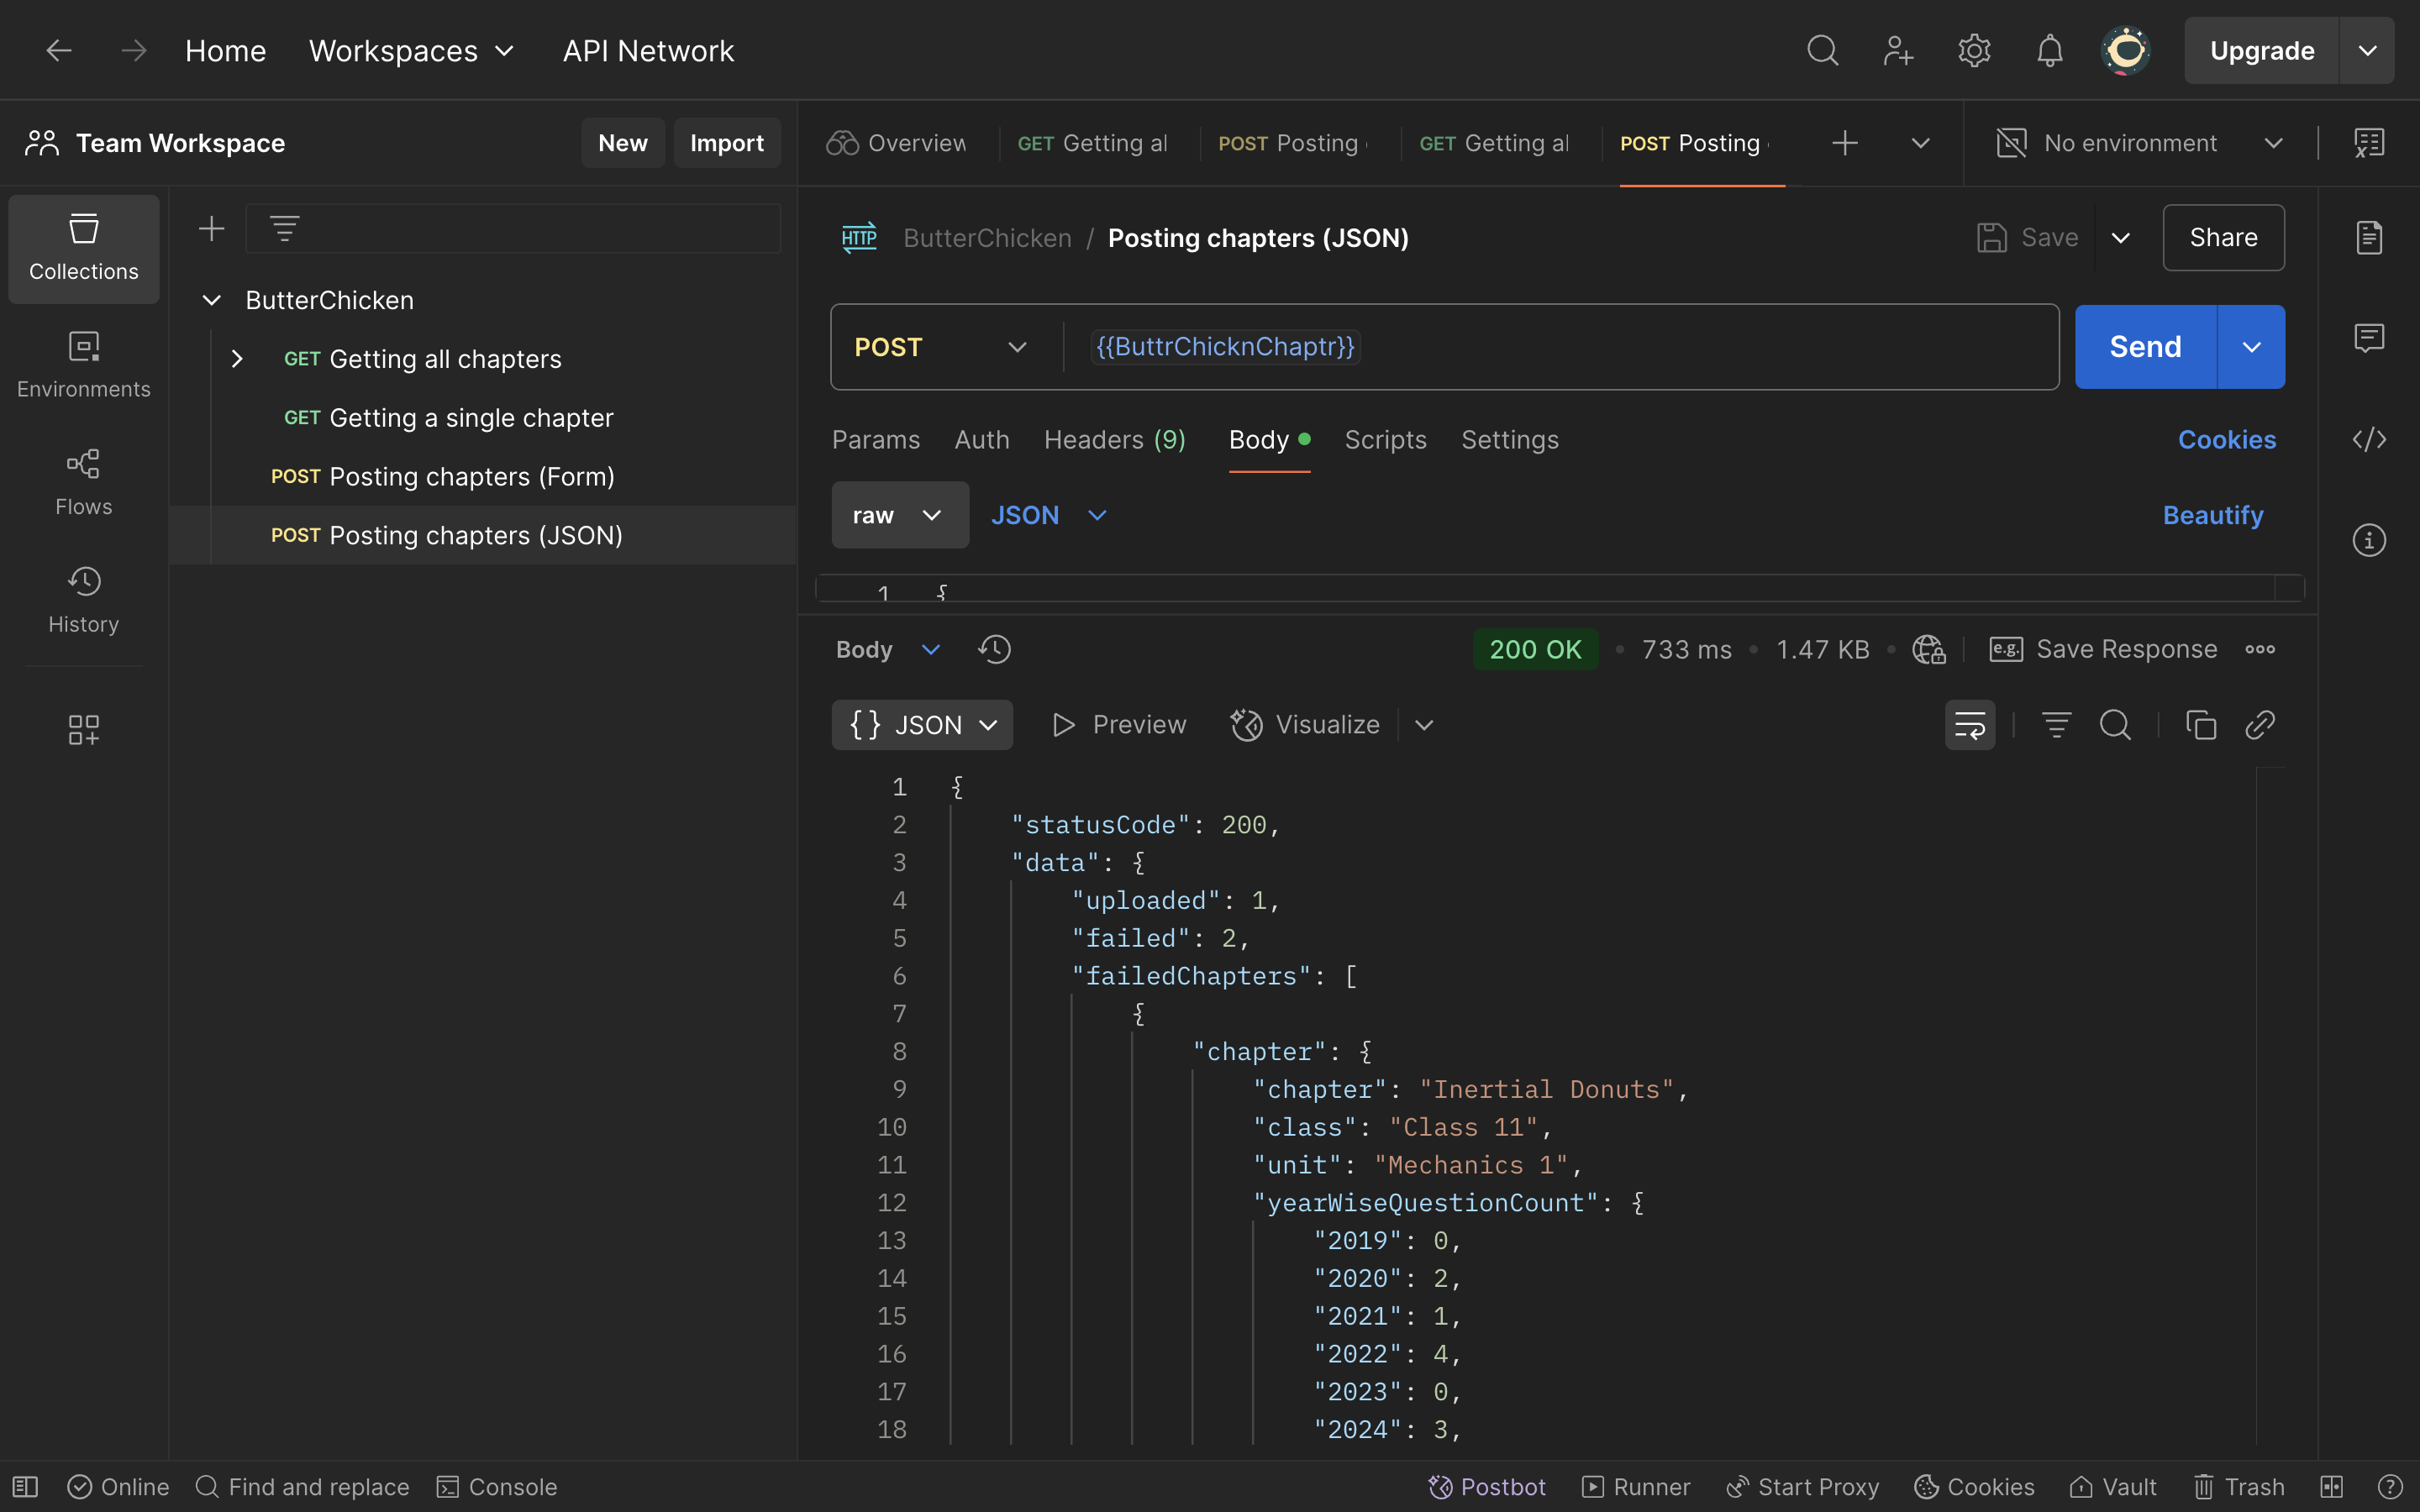 Home Workspaces API Network Upgrade
Team Workspace New Import
Overview GET Getting al POST Posting GET Getting al POST Posting No environment
Collections
Environments
Flows
History
ButterChicken
GET Getting all chapters
GET Getting a single chapter
POST Posting chapters (Form)
POST Posting chapters (JSON)
HTTP ButterChicken / Posting chapters (JSON) Save Share
POST {{ButtrChicknChaptr}} Send
Params Auth Headers (9) Body Scripts Settings Cookies
raw JSON Beautify
1 {
Body 200 OK • 733 ms • 1.47 KB • e.g. Save Response
{} JSON Preview Visualize
1 {
2 "statusCode": 200,
3 "data": {
4 "uploaded": 1,
5 "failed": 2,
6 "failedChapters": [
7 {
8 "chapter": {
9 "chapter": "Inertial Donuts",
10 "class": "Class 11",
11 "unit": "Mechanics 1",
12 "yearWiseQuestionCount": {
13 "2019": 0,
14 "2020": 2,
15 "2021": 1,
16 "2022": 4,
17 "2023": 0,
18 "2024": 3,
Online Find and replace Console Postbot Runner Start Proxy Cookies Vault Trash